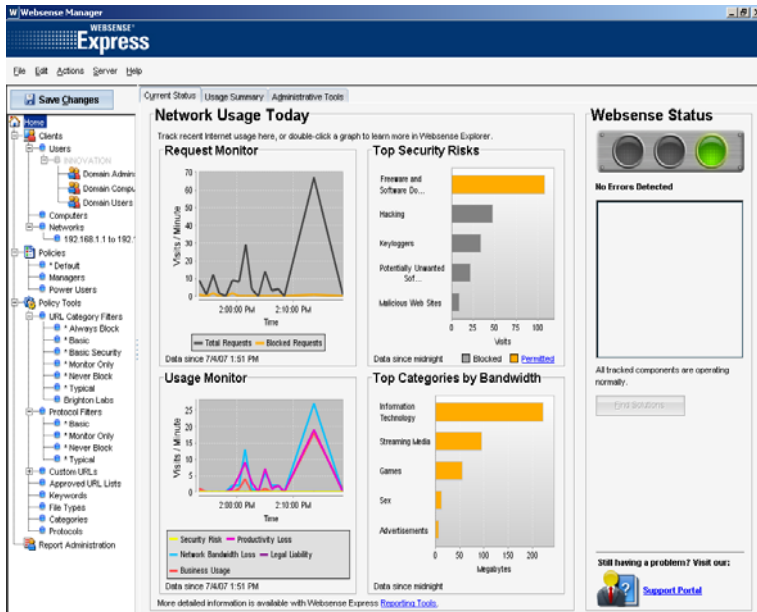 Websense Manager
WEBSENSE®
Express
File Edit Actions Server Help
Save Changes
Home
Clients
Users
INNOVATION
Domain Admins
Domain Compu
Domain Users
Computers
Networks
192.168.1.1 to 192.
Policies
* Default
Managers
Power Users
Policy Tools
URL Category Filters
* Always Block
* Basic
* Basic Security
* Monitor Only
* Never Block
* Typical
Brighton Labs
Protocol Filters
* Basic
* Monitor Only
* Never Block
* Typical
Custom URLs
Approved URL Lists
Keywords
File Types
Categories
Protocols
Report Administration
Current Status Usage Summary Administrative Tools
Network Usage Today
Track recent Internet usage here, or double-click a graph to learn more in Websense Explorer.
Request Monitor
70
60
50
40
30
20
10
0
Visits / Minute
2:00:00 PM 2:10:00 PM
Time
Total Requests Blocked Requests
Data since 7/4/07 1:51 PM
Top Security Risks
Freeware and
Software Do...
Hacking
Keyloggers
Potentially Unwanted
Sof...
Malicious Web Sites
0 25 50 75 100
Visits
Data since midnight Blocked Permitted
Usage Monitor
25
20
15
10
5
0
Visits / Minute
2:00:00 PM 2:10:00 PM
Time
Security Risk Productivity Loss
Network Bandwidth Loss Legal Liability
Business Usage
Data since 7/4/07 1:51 PM
Top Categories by Bandwidth
Information
Technology
Streaming Media
Games
Sex
Advertisements
0 50 100 150 200
Megabytes
Data since midnight
More detailed information is available with Websense Express Reporting Tools.
Websense Status
No Errors Detected
All tracked components are operating
normally.
Find Solutions
Still having a problem? Visit our:
Support Portal